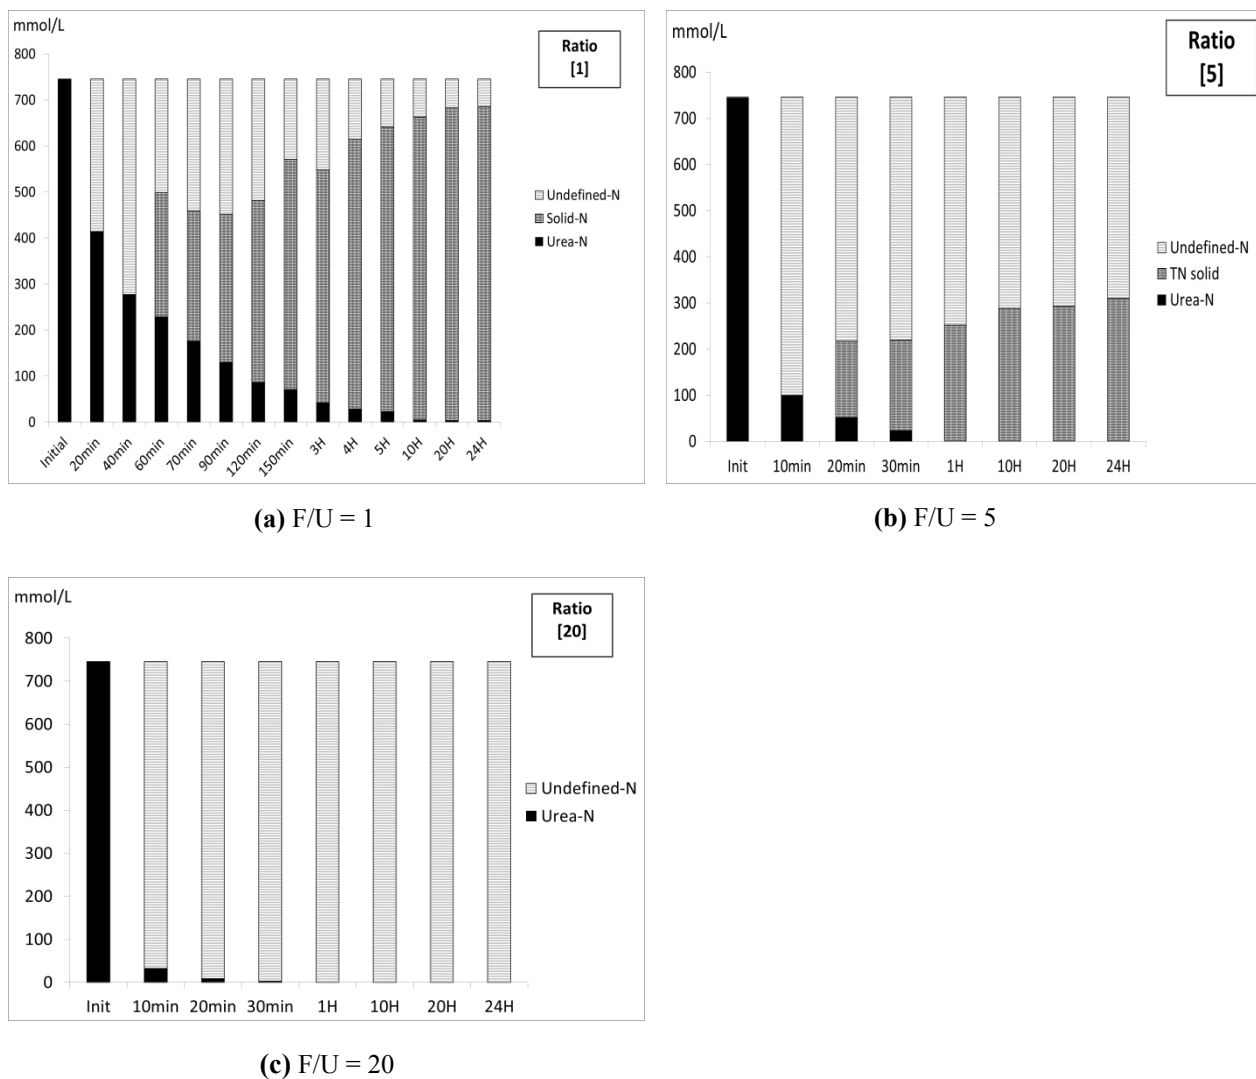 mmol/L
Ratio
[1]
800
700
600
500
400
300
200
100
0
Undefined-N
Solid-N
Urea-N
Initial 20min 40min 60min 70min 90min 120min 150min 3H 4H 5H 10H 20H 24H
(a) F/U = 1
mmol/L
Ratio
[5]
800
700
600
500
400
300
200
100
0
Undefined-N
TN solid
Urea-N
Init 10min 20min 30min 1H 10H 20H 24H
(b) F/U = 5
mmol/L
Ratio
[20]
800
700
600
500
400
300
200
100
0
Undefined-N
Urea-N
Init 10min 20min 30min 1H 10H 20H 24H
(c) F/U = 20